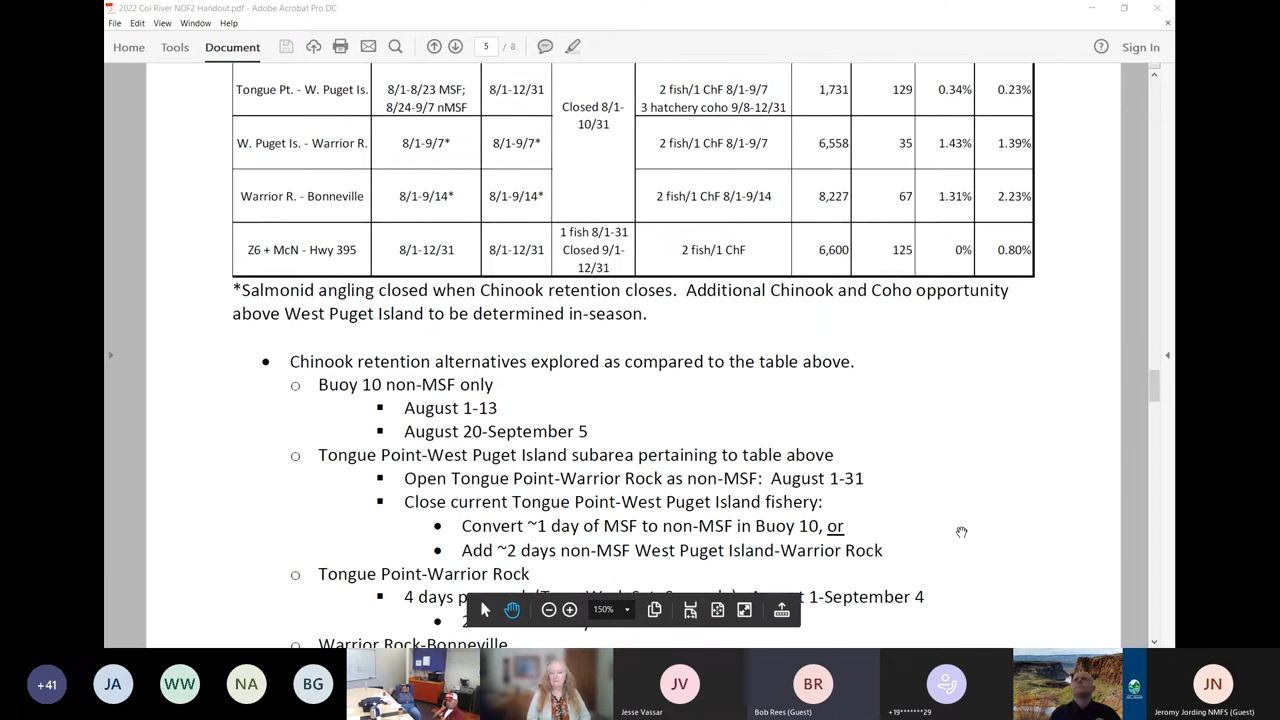 2022 Col River NOF2 Handout.pdf - Adobe Acrobat Pro DC
File Edit View Window Help
Home Tools Document 5 / 8 Sign In
Tongue Pt. - W. Puget Is. 8/1-8/23 MSF; 8/24-9/7 nMSF 8/1-12/31 Closed 8/1-10/31 2 fish/1 ChF 8/1-9/7 3 hatchery coho 9/8-12/31 1,731 129 0.34% 0.23%
W. Puget Is. - Warrior R. 8/1-9/7* 8/1-9/7* 2 fish/1 ChF 8/1-9/7 6,558 35 1.43% 1.39%
Warrior R. - Bonneville 8/1-9/14* 8/1-9/14* 2 fish/1 ChF 8/1-9/14 8,227 67 1.31% 2.23%
Z6 + McN - Hwy 395 8/1-12/31 8/1-12/31 1 fish 8/1-31 Closed 9/1-12/31 2 fish/1 ChF 6,600 125 0% 0.80%
*Salmonid angling closed when Chinook retention closes. Additional Chinook and Coho opportunity
above West Puget Island to be determined in-season.
• Chinook retention alternatives explored as compared to the table above.
○ Buoy 10 non-MSF only
▪ August 1-13
▪ August 20-September 5
○ Tongue Point-West Puget Island subarea pertaining to table above
▪ Open Tongue Point-Warrior Rock as non-MSF: August 1-31
▪ Close current Tongue Point-West Puget Island fishery:
• Convert ~1 day of MSF to non-MSF in Buoy 10, or
• Add ~2 days non-MSF West Puget Island-Warrior Rock
○ Tongue Point-Warrior Rock
▪ 4 days 1-September 4
150%
○ Warrior Rock-Bonneville
+41 JA WW NA BG JV BR JN
Jesse Vassar Bob Rees (Guest) +19*******29 Jeromy Jording NMFS (Guest)